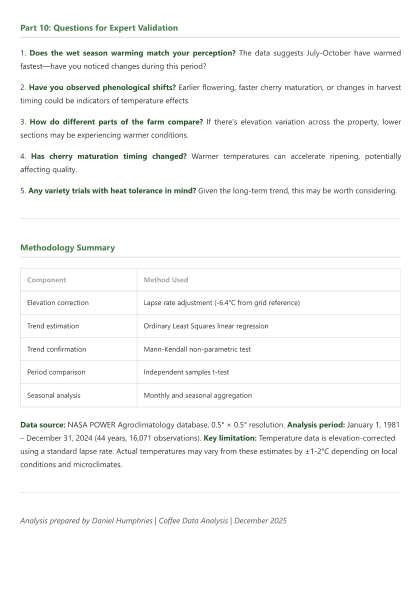 Part 10: Questions for Expert Validation
1. Does the wet season warming match your perception? The data suggests July-October have warmed
fastest—have you noticed changes during this period?
2. Have you observed phenological shifts? Earlier flowering, faster cherry maturation, or changes in harvest
timing could be indicators of temperature effects.
3. How do different parts of the farm compare? If there's elevation variation across the property, lower
sections may be experiencing warmer conditions.
4. Has cherry maturation timing changed? Warmer temperatures can accelerate ripening, potentially
affecting quality.
5. Any variety trials with heat tolerance in mind? Given the long-term trend, this may be worth considering.
Methodology Summary
Component Method Used
Elevation correction Lapse rate adjustment (-6.4°C from grid reference)
Trend estimation Ordinary Least Squares linear regression
Trend confirmation Mann-Kendall non-parametric test
Period comparison Independent samples t-test
Seasonal analysis Monthly and seasonal aggregation
Data source: NASA POWER Agroclimatology database, 0.5° × 0.5° resolution. Analysis period: January 1, 1981
– December 31, 2024 (44 years, 16,071 observations). Key limitation: Temperature data is elevation-corrected
using a standard lapse rate. Actual temperatures may vary from these estimates by ±1-2°C depending on local
conditions and microclimates.
Analysis prepared by Daniel Humphries | Coffee Data Analysis | December 2025